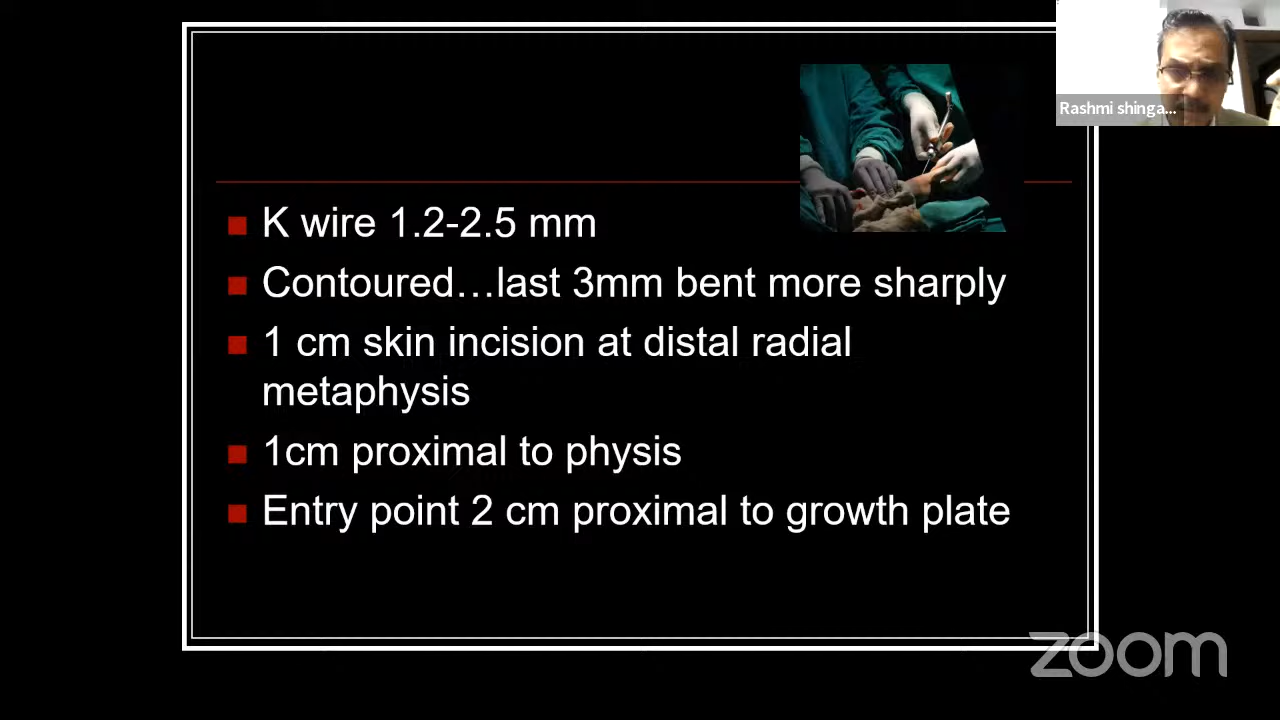 Rashmi shinga...
K wire 1.2-2.5 mm
Contoured…last 3mm bent more sharply
1 cm skin incision at distal radial
metaphysis
1cm proximal to physis
Entry point 2 cm proximal to growth plate
zoom